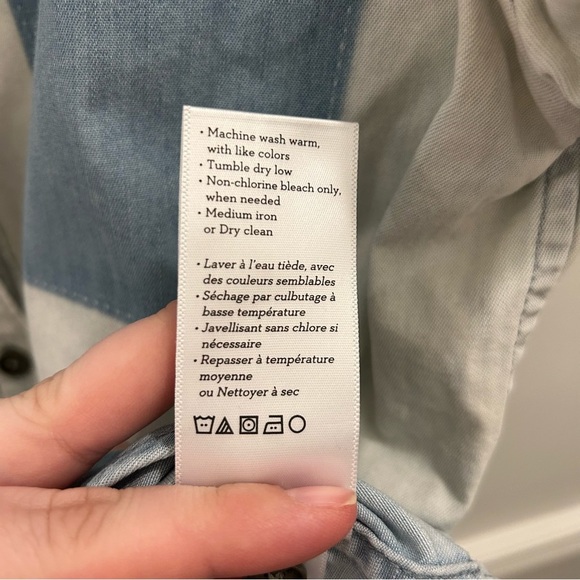 • Machine wash warm,
with like colors
• Tumble dry low
• Non-chlorine bleach only,
when needed
• Medium iron
or Dry clean
• Laver à l'eau tiède, avec
des couleurs semblables
• Séchage par culbutage à
basse température
• Javellisant sans chlore si
nécessaire
• Repasser à température
moyenne
ou Nettoyer à sec